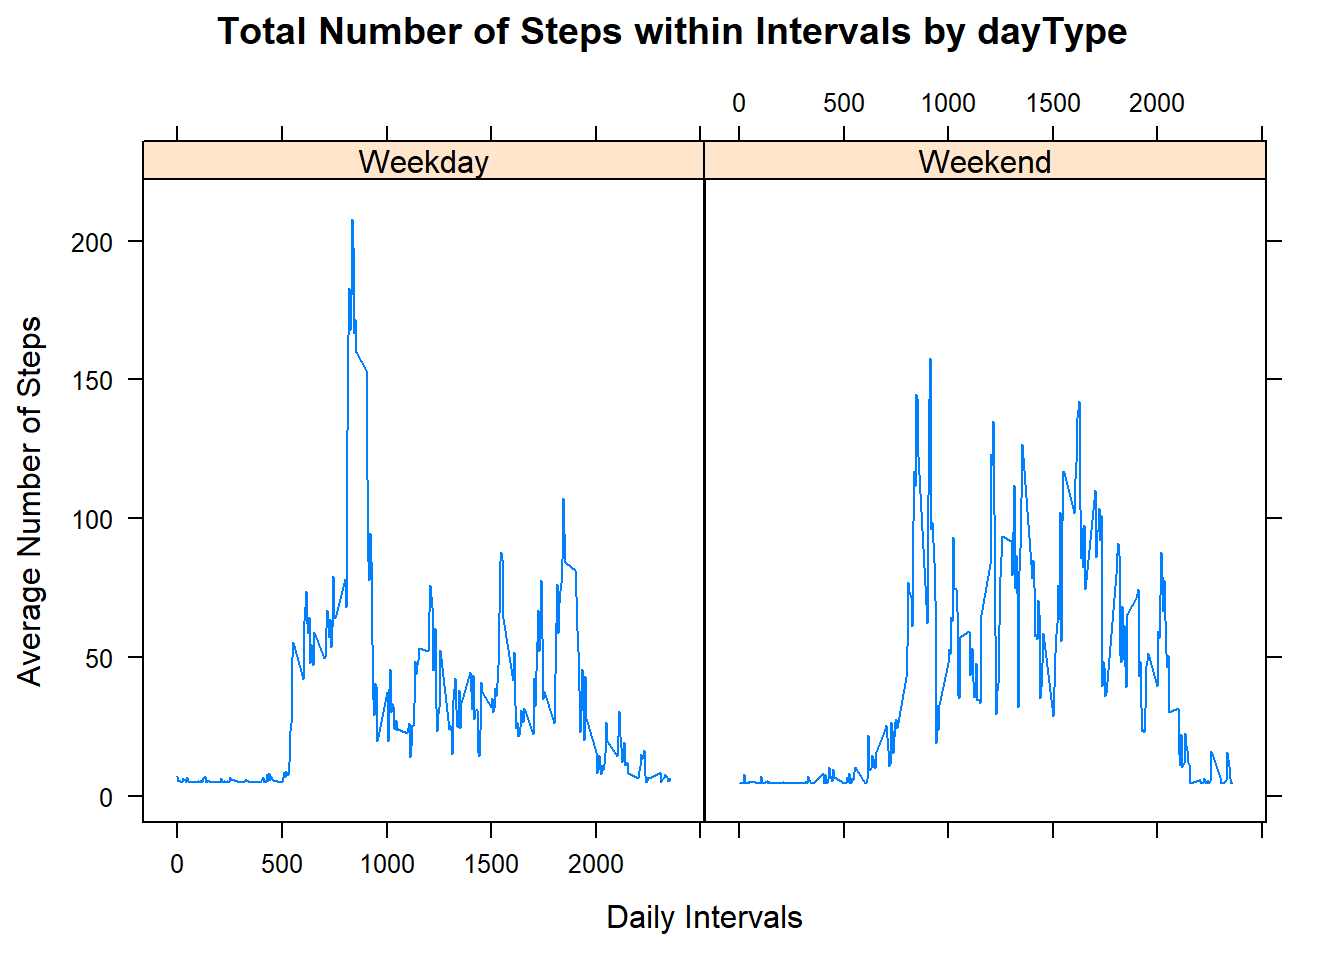 Total Number of Steps within Intervals by dayType
0 500 1000 1500 2000
Weekday Weekend
Average Number of Steps
200
150
100
50
0
0 500 1000 1500 2000
Daily Intervals